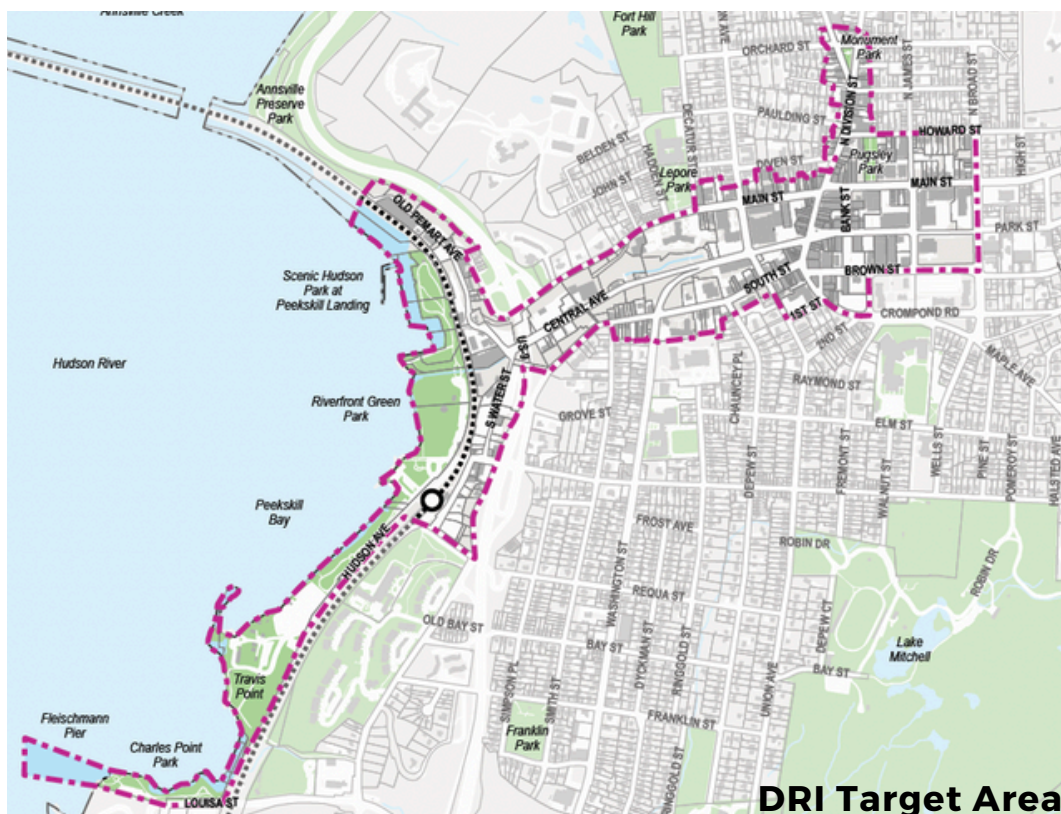 Annsville Creek
Fort Hill
Park
ORCHARD ST
Monument
Park
N JAMES ST
N BROAD ST
Annsville
Preserve
Park
DECATUR ST
PAULDING ST
N DIVISION ST
HOWARD ST
BELDEN ST
HADDEN ST
DIVEN ST
Pugsley
Park
HIGH ST
JOHN ST
Lepore
Park
MAIN ST
MAIN ST
OLD PEMART AVE
BANK ST
PARK ST
Scenic Hudson
Park at
Peekskill Landing
SOUTH ST
BROWN ST
CENTRAL AVE
1ST ST
CROMPOND RD
2ND ST
US 9
Hudson River
MAPLE AVE
CHAUNCEY PL
RAYMOND ST
Riverfront Green
Park
S WATER ST
GROVE ST
ELM ST
DEPEW ST
FREMONT ST
WALNUT ST
WELLS ST
PINE ST
POMEROY ST
HALSTED AVE
Peekskill
Bay
FROST AVE
HUDSON AVE
WASHINGTON ST
ROBIN DR
ROBIN DR
REQUA ST
OLD BAY ST
BAY ST
DYCKMAN ST
RINGGOLD ST
DEPEW CT
Lake
Mitchell
BAY ST
Travis
Point
SIMPSON PL
SMITH ST
UNION AVE
Fleischmann
Pier
Charles Point
Park
Franklin
Park
FRANKLIN ST
RINGGOLD ST
LOUISA ST
DRI Target Area